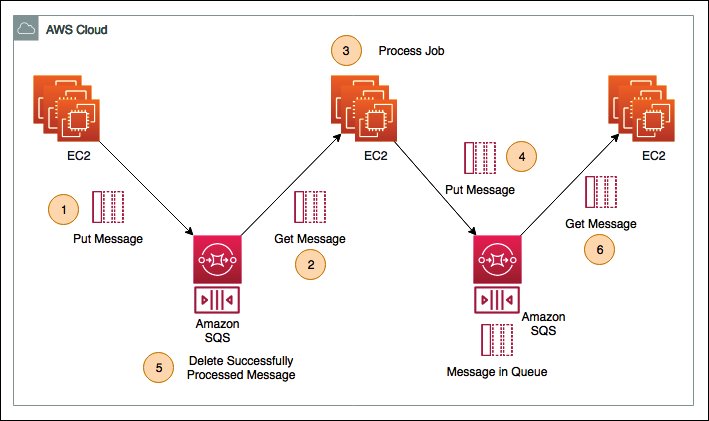 AWS Cloud
3
Process Job
EC2
EC2
EC2
1
Put Message
Get Message
2
4
Put Message
Get Message
6
Amazon
SQS
Amazon
SQS
5
Delete Successfully
Processed Message
Message in Queue